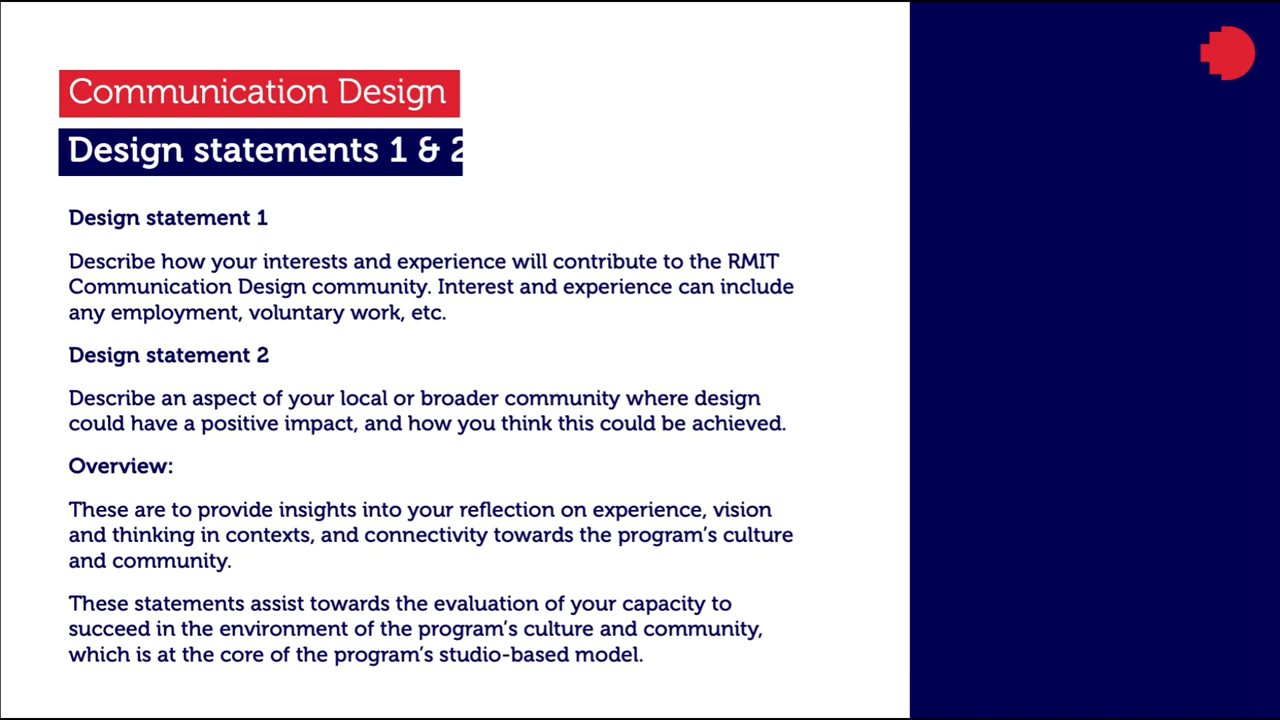 Communication Design
Design statements 1 & 2
Design statement 1
Describe how your interests and experience will contribute to the RMIT
Communication Design community. Interest and experience can include
any employment, voluntary work, etc.
Design statement 2
Describe an aspect of your local or broader community where design
could have a positive impact, and how you think this could be achieved.
Overview:
These are to provide insights into your reflection on experience, vision
and thinking in contexts, and connectivity towards the program’s culture
and community.
These statements assist towards the evaluation of your capacity to
succeed in the environment of the program’s culture and community,
which is at the core of the program’s studio-based model.